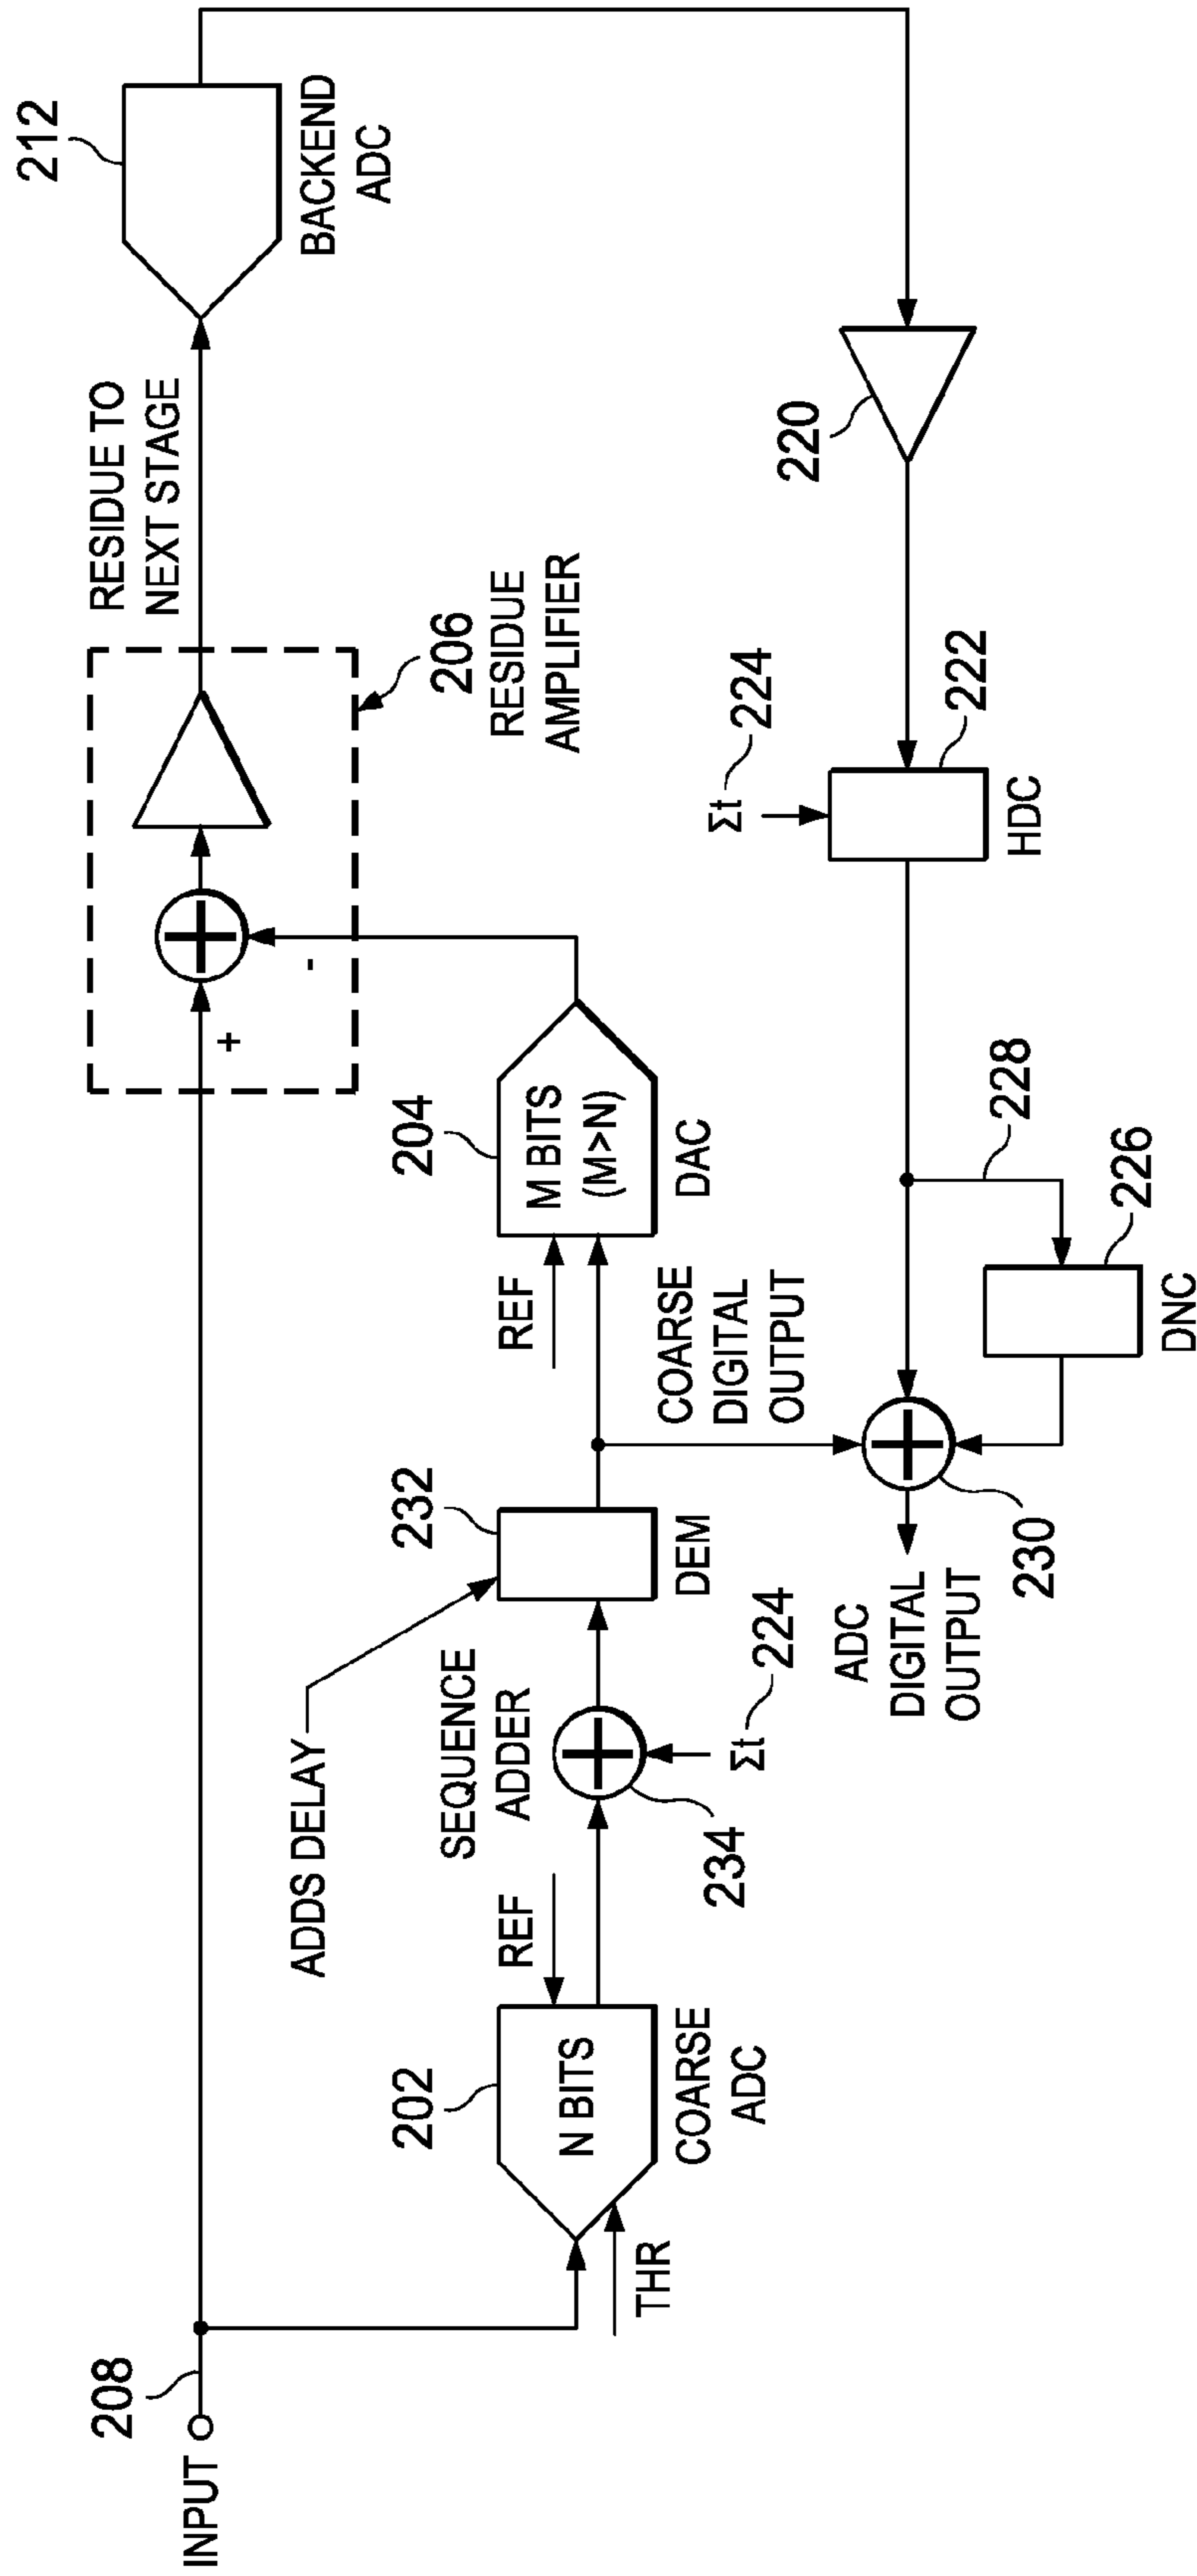 INPUT
208
THR
202
N BITS
COARSE
ADC
REF
ADDS DELAY
SEQUENCE
ADDER
234
Σt
224
232
DEM
REF
204
M BITS
(M>N)
DAC
COARSE
DIGITAL
OUTPUT
+
-
206
RESIDUE
AMPLIFIER
RESIDUE TO
NEXT STAGE
212
BACKEND
ADC
220
Σt
224
222
HDC
228
226
DNC
230
ADC
DIGITAL
OUTPUT